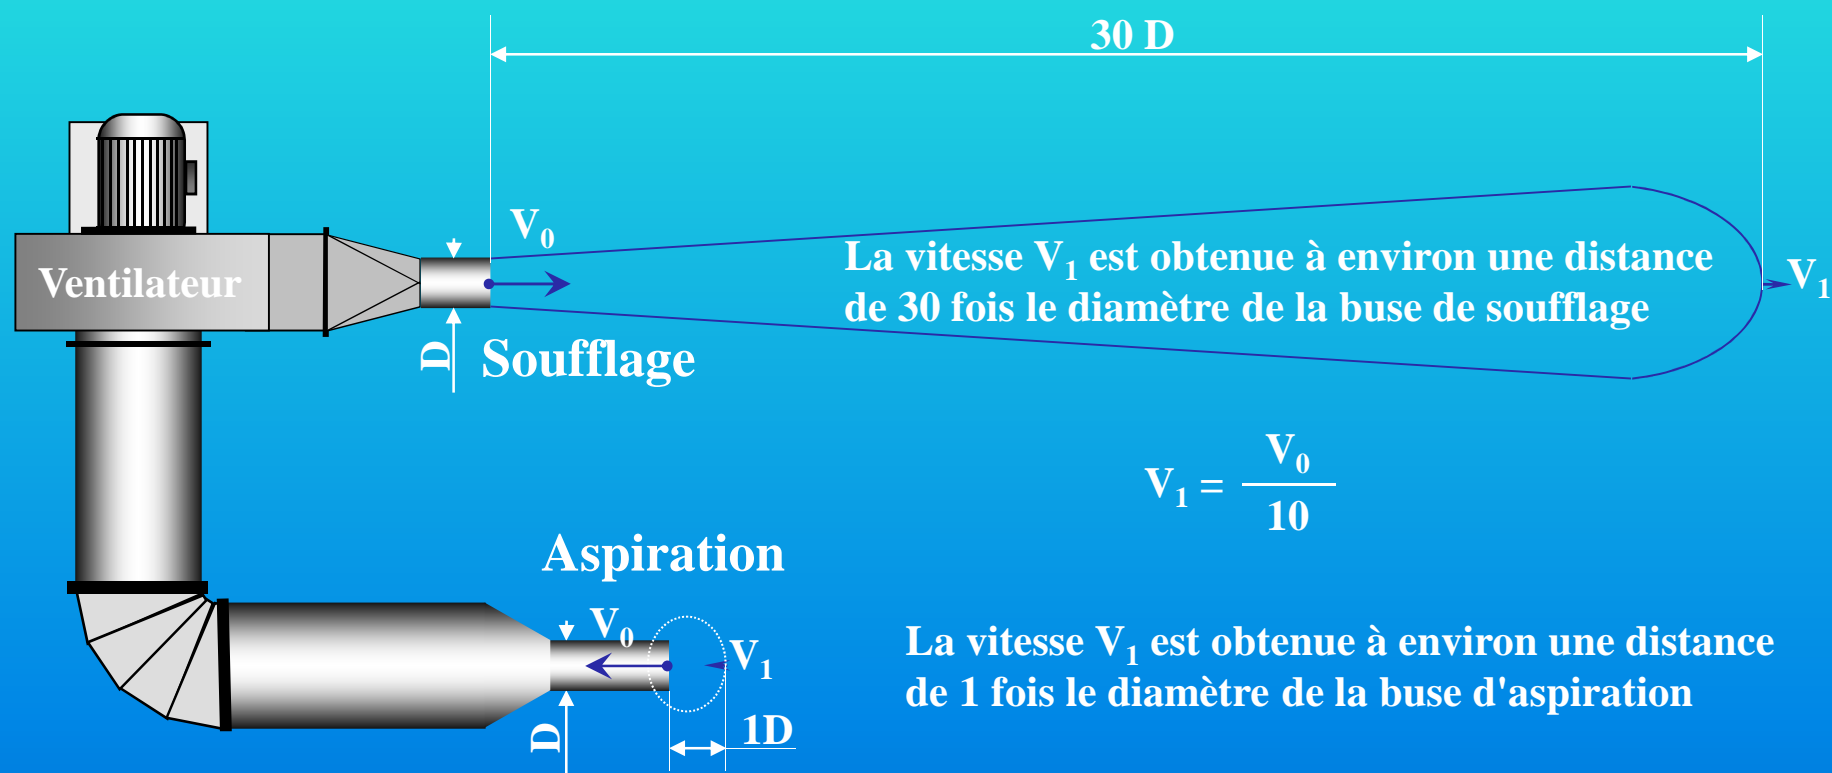 30 D
V0
La vitesse V1 est obtenue à environ une distance
de 30 fois le diamètre de la buse de soufflage
V1
Ventilateur
D
Soufflage
V1 = V0
10
Aspiration
V0
V1
La vitesse V1 est obtenue à environ une distance
de 1 fois le diamètre de la buse d'aspiration
D
1D